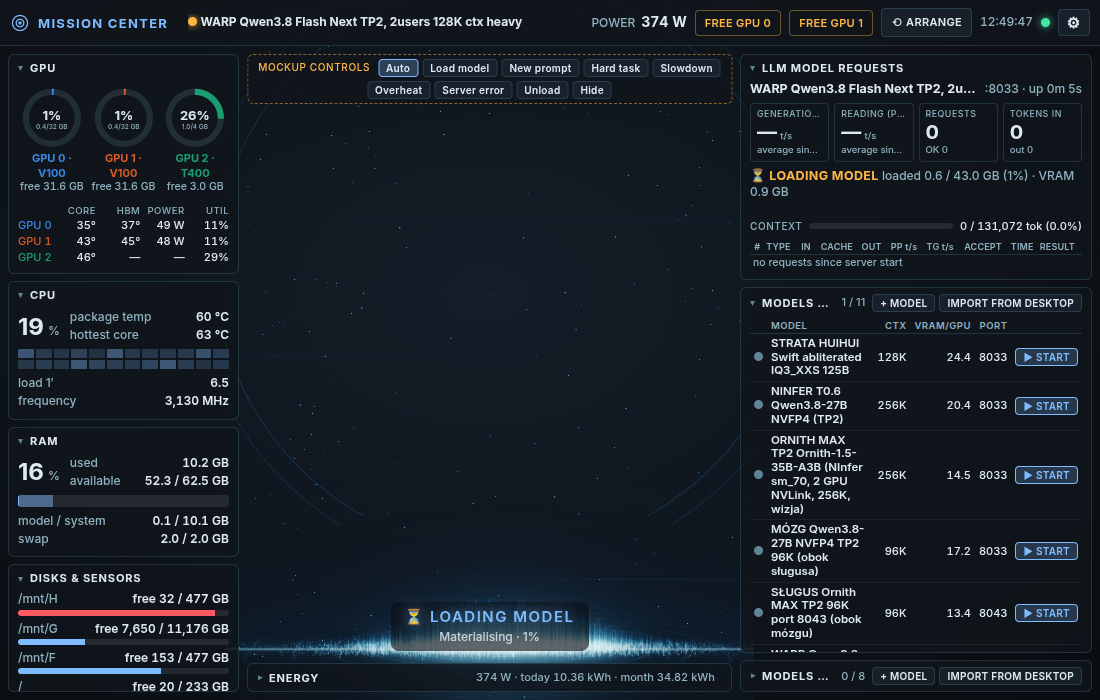 MISSION CENTER
WARP Qwen3.8 Flash Next TP2, 2users 128K ctx heavy
POWER 374 W
FREE GPU 0
FREE GPU 1
⟲ ARRANGE
12:49:47
GPU
1%
0.4/32 GB
1%
0.4/32 GB
26%
1.0/4 GB
GPU 0 · V100
GPU 1 · V100
GPU 2 · T400
free 31.6 GB free 31.6 GB free 3.0 GB
CORE HBM POWER UTIL
GPU 0 35° 37° 49 W 11%
GPU 1 43° 45° 48 W 11%
GPU 2 46° — — 29%
CPU
19 %
package temp 60 °C
hottest core 63 °C
load 1′ 6.5
frequency 3,130 MHz
RAM
16 %
used 10.2 GB
available 52.3 / 62.5 GB
model / system 0.1 / 10.1 GB
swap 2.0 / 2.0 GB
DISKS & SENSORS
/mnt/H free 32 / 477 GB
/mnt/G free 7,650 / 11,176 GB
/mnt/F free 153 / 477 GB
/ free 20 / 233 GB
MOCKUP CONTROLS Auto Load model New prompt Hard task Slowdown
Overheat Server error Unload Hide
⏳ LOADING MODEL
Materialising · 1%
ENERGY 374 W · today 10.36 kWh · month 34.82 kWh
LLM MODEL REQUESTS
WARP Qwen3.8 Flash Next TP2, 2u... :8033 · up 0m 5s
GENERATIO...
— t/s
average sin...
READING (P...
— t/s
average sin...
REQUESTS
0
OK 0
TOKENS IN
0
out 0
⏳ LOADING MODEL loaded 0.6 / 43.0 GB (1%) · VRAM
0.9 GB
CONTEXT 0 / 131,072 tok (0.0%)
# TYPE IN CACHE OUT PP t/s TG t/s ACCEPT TIME RESULT
no requests since server start
MODELS ... 1 / 11 + MODEL IMPORT FROM DESKTOP
MODEL CTX VRAM/GPU PORT
STRATA HUIHUI
Swift abliterated
IQ3_XXS 125B
128K 24.4 8033 ▶ START
NINFER T0.6
Qwen3.8-27B
NVFP4 (TP2)
256K 20.4 8033 ▶ START
ORNITH MAX
TP2 Ornith-1.5-
35B-A3B (NInfer
sm_70, 2 GPU
NVLink, 256K,
wizja)
256K 14.5 8033 ▶ START
MÓZG Qwen3.8-
27B NVFP4 TP2
96K (obok
sługusa)
96K 17.2 8033 ▶ START
SŁUGUS Ornith
MAX TP2 96K
port 8043 (obok
mózgu)
96K 13.4 8043 ▶ START
MODELS ... 0 / 8 + MODEL IMPORT FROM DESKTOP